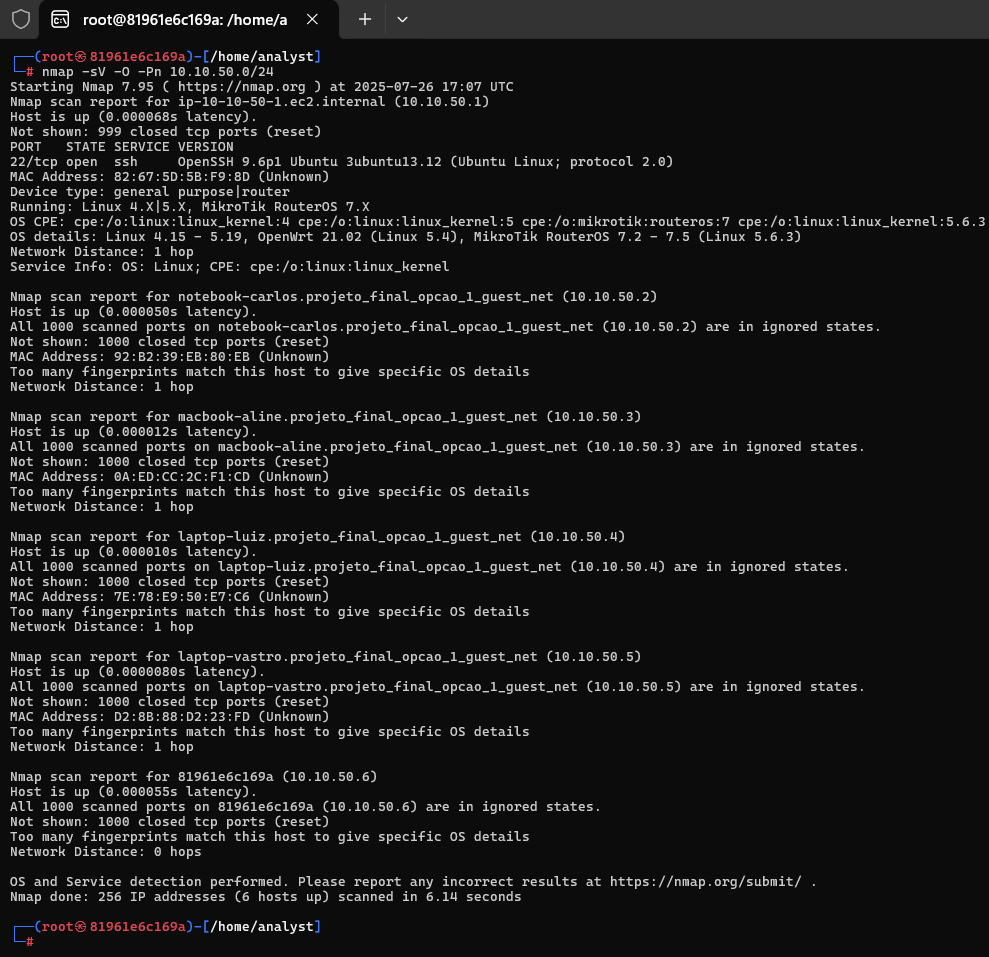 root@81961e6c169a: /home/a
┌──(root㉿81961e6c169a)-[/home/analyst]
└─# nmap -sV -O -Pn 10.10.50.0/24
Starting Nmap 7.95 ( https://nmap.org ) at 2025-07-26 17:07 UTC
Nmap scan report for ip-10-10-50-1.ec2.internal (10.10.50.1)
Host is up (0.000068s latency).
Not shown: 999 closed tcp ports (reset)
PORT   STATE SERVICE VERSION
22/tcp open  ssh     OpenSSH 9.6p1 Ubuntu 3ubuntu13.12 (Ubuntu Linux; protocol 2.0)
MAC Address: 82:67:5D:5B:F9:8D (Unknown)
Device type: general purpose|router
Running: Linux 4.X|5.X, MikroTik RouterOS 7.X
OS CPE: cpe:/o:linux:linux_kernel:4 cpe:/o:linux:linux_kernel:5 cpe:/o:mikrotik:routeros:7 cpe:/o:linux:linux_kernel:5.6.3
OS details: Linux 4.15 - 5.19, OpenWrt 21.02 (Linux 5.4), MikroTik RouterOS 7.2 - 7.5 (Linux 5.6.3)
Network Distance: 1 hop
Service Info: OS: Linux; CPE: cpe:/o:linux:linux_kernel

Nmap scan report for notebook-carlos.projeto_final_opcao_1_guest_net (10.10.50.2)
Host is up (0.000050s latency).
All 1000 scanned ports on notebook-carlos.projeto_final_opcao_1_guest_net (10.10.50.2) are in ignored states.
Not shown: 1000 closed tcp ports (reset)
MAC Address: 92:B2:39:EB:80:EB (Unknown)
Too many fingerprints match this host to give specific OS details
Network Distance: 1 hop

Nmap scan report for macbook-aline.projeto_final_opcao_1_guest_net (10.10.50.3)
Host is up (0.000012s latency).
All 1000 scanned ports on macbook-aline.projeto_final_opcao_1_guest_net (10.10.50.3) are in ignored states.
Not shown: 1000 closed tcp ports (reset)
MAC Address: 0A:ED:CC:2C:F1:CD (Unknown)
Too many fingerprints match this host to give specific OS details
Network Distance: 1 hop

Nmap scan report for laptop-luiz.projeto_final_opcao_1_guest_net (10.10.50.4)
Host is up (0.000010s latency).
All 1000 scanned ports on laptop-luiz.projeto_final_opcao_1_guest_net (10.10.50.4) are in ignored states.
Not shown: 1000 closed tcp ports (reset)
MAC Address: 7E:78:E9:50:E7:C6 (Unknown)
Too many fingerprints match this host to give specific OS details
Network Distance: 1 hop

Nmap scan report for laptop-vastro.projeto_final_opcao_1_guest_net (10.10.50.5)
Host is up (0.0000080s latency).
All 1000 scanned ports on laptop-vastro.projeto_final_opcao_1_guest_net (10.10.50.5) are in ignored states.
Not shown: 1000 closed tcp ports (reset)
MAC Address: D2:8B:88:D2:23:FD (Unknown)
Too many fingerprints match this host to give specific OS details
Network Distance: 1 hop

Nmap scan report for 81961e6c169a (10.10.50.6)
Host is up (0.000055s latency).
All 1000 scanned ports on 81961e6c169a (10.10.50.6) are in ignored states.
Not shown: 1000 closed tcp ports (reset)
Too many fingerprints match this host to give specific OS details
Network Distance: 0 hops

OS and Service detection performed. Please report any incorrect results at https://nmap.org/submit/ .
Nmap done: 256 IP addresses (6 hosts up) scanned in 6.14 seconds

┌──(root㉿81961e6c169a)-[/home/analyst]
└─#